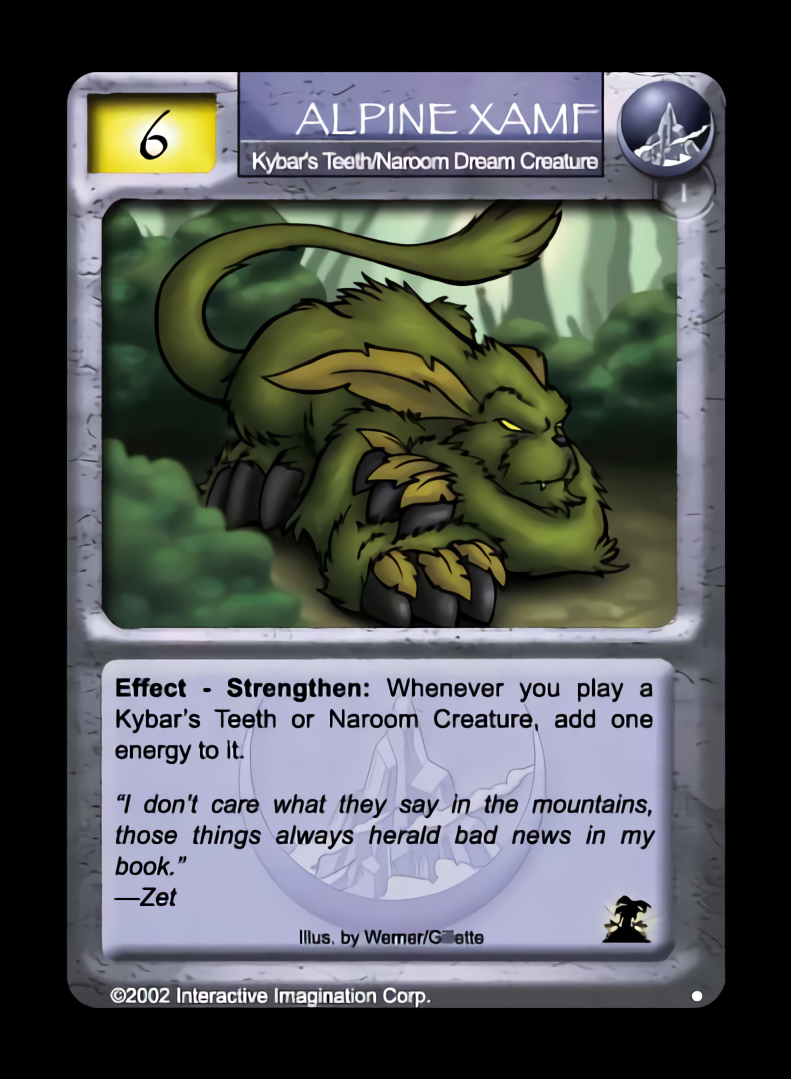 6
ALPINE XAMF
Kybar's Teeth/Naroom Dream Creature
1
Effect - Strengthen: Whenever you play a
Kybar's Teeth or Naroom Creature, add one
energy to it.
"I don't care what they say in the mountains,
those things always herald bad news in my
book."
—Zet
Illus. by Werner/
©2002 Interactive Imagination Corp.